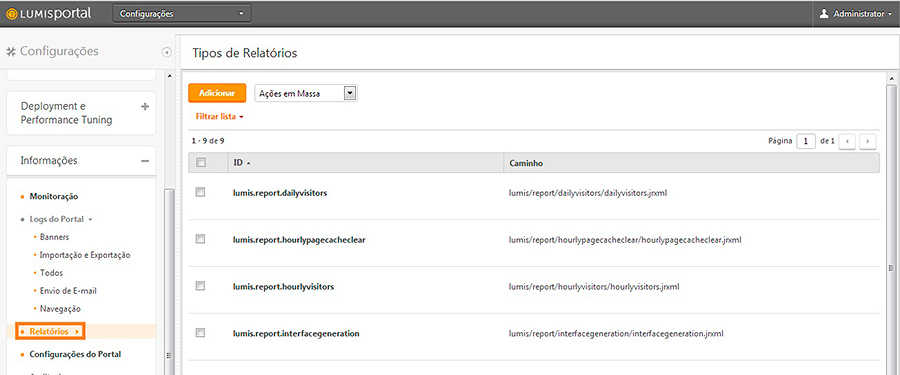 LUMISPORTAL Configurações Administrator
Configurações
Tipos de Relatórios
Deployment e
Performance Tuning
Informações
Monitoração
Logs do Portal
Banners
Importação e Exportação
Todos
Envio de E-mail
Navegação
Relatórios
Configurações do Portal
Adicionar Ações em Massa
Filtrar lista
1 - 9 de 9 Página 1 de 1
ID Caminho
lumis.report.dailyvisitors lumis/report/dailyvisitors/dailyvisitors.jrxml
lumis.report.hourlypagecacheclear lumis/report/hourlypagecacheclear/hourlypagecacheclear.jrxml
lumis.report.hourlyvisitors lumis/report/hourlyvisitors/hourlyvisitors.jrxml
lumis.report.interfacegeneration lumis/report/interfacegeneration/interfacegeneration.jrxml